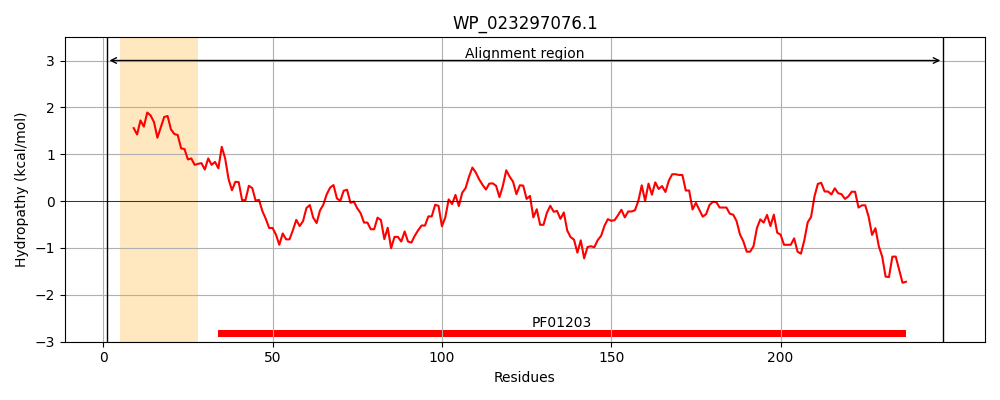 WP_023297076.1
Alignment region
3
2
1
0
−1
−2
−3
Hydropathy (kcal/mol)
PF01203
0 50 100 150 200
Residues